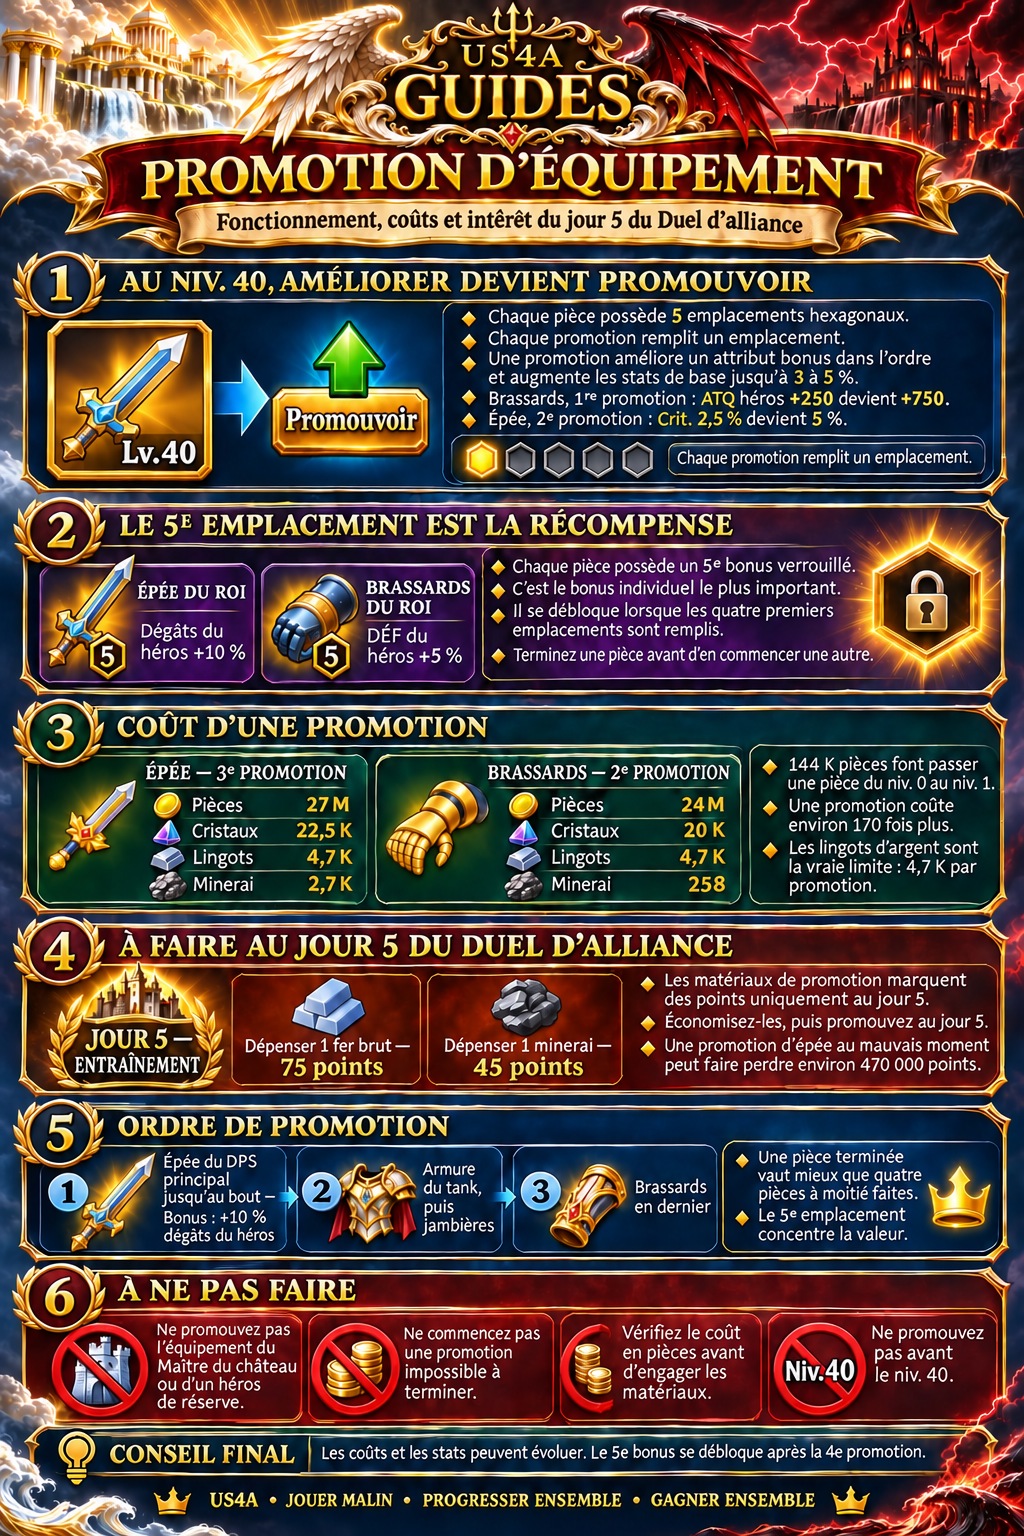 US4A
GUIDES
PROMOTION D'ÉQUIPEMENT
Fonctionnement, coûts et intérêt du jour 5 du Duel d'alliance
1
AU NIV. 40, AMÉLIORER DEVIENT PROMOUVOIR
Lv.40
Promouvoir
Chaque pièce possède 5 emplacements hexagonaux.
Chaque promotion remplit un emplacement.
Une promotion améliore un attribut bonus dans l'ordre
et augmente les stats de base jusqu'à 3 à 5 %.
Brassards, 1re promotion : ATQ héros +250 devient +750.
Épée, 2e promotion : Crit. 2,5 % devient 5 %.
Chaque promotion remplit un emplacement.
2
LE 5E EMPLACEMENT EST LA RÉCOMPENSE
ÉPÉE DU ROI
Dégâts du
héros +10 %
5
BRASSARDS
DU ROI
DÉF du
héros +5 %
5
Chaque pièce possède un 5e bonus verrouillé.
C'est le bonus individuel le plus important.
Il se débloque lorsque les quatre premiers
emplacements sont remplis.
Terminez une pièce avant d'en commencer une autre.
3
COÛT D'UNE PROMOTION
ÉPÉE — 3e PROMOTION
Pièces 27 M
Cristaux 22,5 K
Lingots 4,7 K
Minerai 2,7 K
BRASSARDS — 2e PROMOTION
Pièces 24 M
Cristaux 20 K
Lingots 4,7 K
Minerai 258
144 K pièces font passer
une pièce du niv. 0 au niv. 1.
Une promotion coûte
environ 170 fois plus.
Les lingots d'argent sont
la vraie limite : 4,7 K par
promotion.
4
À FAIRE AU JOUR 5 DU DUEL D'ALLIANCE
JOUR 5 —
ENTRAÎNEMENT
Dépenser 1 fer brut —
75 points
Dépenser 1 minerai —
45 points
Les matériaux de promotion marquent
des points uniquement au jour 5.
Économisez-les, puis promouvez au jour 5.
Une promotion d'épée au mauvais moment
peut faire perdre environ 470 000 points.
5
ORDRE DE PROMOTION
1
Épée du DPS
principal
jusqu'au bout —
Bonus : +10 %
dégâts du héros
2
Armure
du tank,
puis
jambières
3
Brassards
en dernier
Une pièce terminée
vaut mieux que quatre
pièces à moitié faites.
Le 5e emplacement
concentre la valeur.
6
À NE PAS FAIRE
Ne promouvez pas
l'équipement du
Maître du château
ou d'un héros
de réserve.
Ne commencez pas
une promotion
impossible à
terminer.
Vérifiez le coût
en pièces avant
d'engager les
matériaux.
Niv.40
Ne promouvez
pas avant
le niv. 40.
CONSEIL FINAL
Les coûts et les stats peuvent évoluer. Le 5e bonus se débloque après la 4e promotion.
US4A • JOUER MALIN • PROGRESSER ENSEMBLE • GAGNER ENSEMBLE